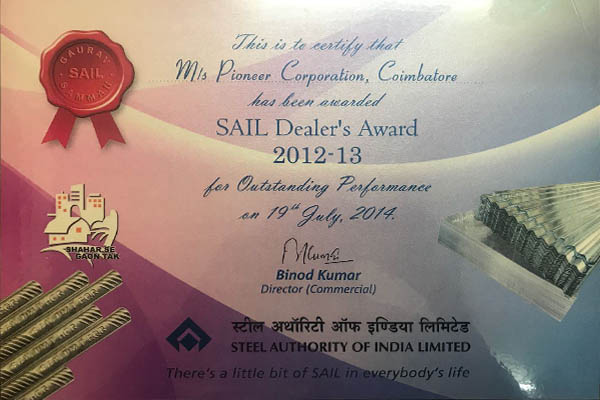 GAURAV
SAIL
SAMMAN
This is to certify that
M/s Pioneer Corporation, Coimbatore
has been awarded
SAIL Dealer's Award
2012-13
for Outstanding Performance
on 19th July, 2014.
SHAHAR SE
GAON TAK
Binod Kumar
Director (Commercial)
स्टील अथॉरिटी ऑफ इण्डिया लिमिटेड
STEEL AUTHORITY OF INDIA LIMITED
There's a little bit of SAIL in everybody's life